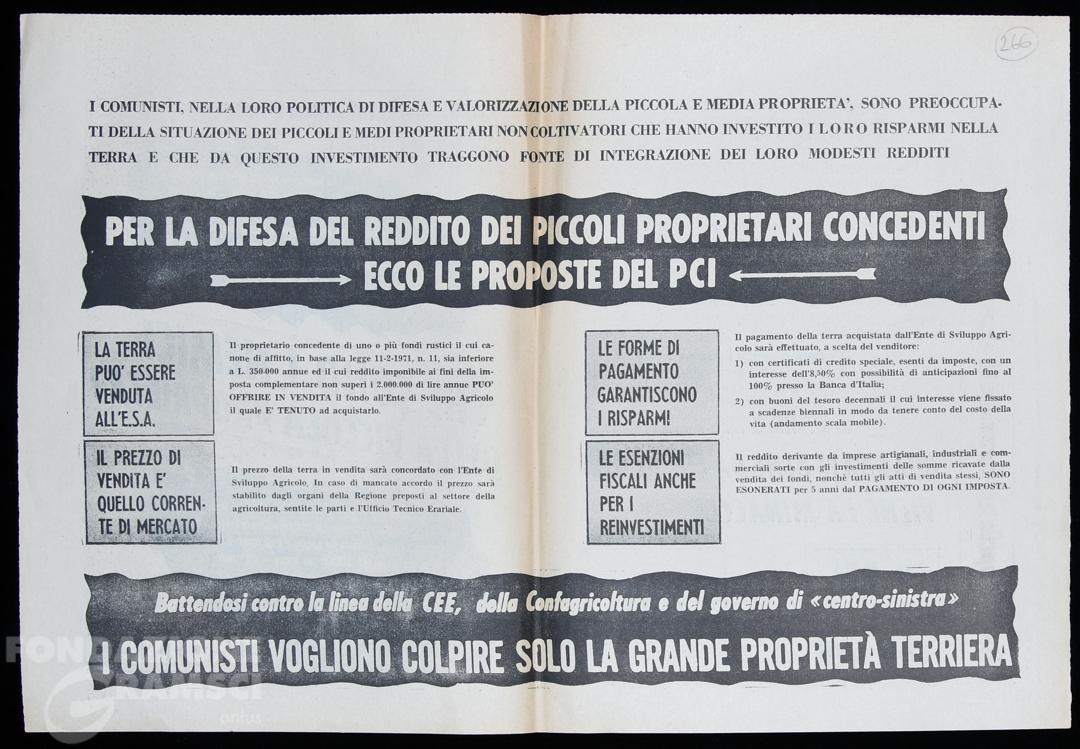 266
I COMUNISTI, NELLA LORO POLITICA DI DIFESA E VALORIZZAZIONE DELLA PICCOLA E MEDIA PROPRIETA', SONO PREOCCUPA-
TI DELLA SITUAZIONE DEI PICCOLI E MEDI PROPRIETARI NON COLTIVATORI CHE HANNO INVESTITO I LORO RISPARMI NELLA
TERRA E CHE DA QUESTO INVESTIMENTO TRAGGONO FONTE DI INTEGRAZIONE DEI LORO MODESTI REDDITI
PER LA DIFESA DEL REDDITO DEI PICCOLI PROPRIETARI CONCEDENTI
ECCO LE PROPOSTE DEL PCI
LA TERRA
PUO' ESSERE
VENDUTA
ALL'E.S.A.
Il proprietario concedente di uno o più fondi rustici il cui ca-
none di affitto, in base alla legge 11-2-1971, n. 11, sia inferiore
a L. 350.000 annue ed il cui reddito imponibile ai fini della im-
posta complementare non superi i 2.000.000 di lire annue PUO'
OFFRIRE IN VENDITA il fondo all'Ente di Sviluppo Agricolo
il quale E' TENUTO ad acquistarlo.
IL PREZZO DI
VENDITA E'
QUELLO CORREN-
TE DI MERCATO
Il prezzo della terra in vendita sarà concordato con l'Ente di
Sviluppo Agricolo. In caso di mancato accordo il prezzo sarà
stabilito dagli organi della Regione preposti al settore della
agricoltura, sentite le parti e l'Ufficio Tecnico Erariale.
LE FORME DI
PAGAMENTO
GARANTISCONO
I RISPARMI
Il pagamento della terra acquistata dall'Ente di Sviluppo Agri-
colo sarà effettuato, a scelta del venditore:
1) con certificati di credito speciale, esenti da imposte, con un
interesse dell'8,50% con possibilità di anticipazioni fino al
100% presso la Banca d'Italia;
2) con buoni del tesoro decennali il cui interesse viene fissato
a scadenze biennali in modo da tenere conto del costo della
vita (andamento scala mobile).
LE ESENZIONI
FISCALI ANCHE
PER I
REINVESTIMENTI
Il reddito derivante da imprese artigianali, industriali e com-
merciali sorte con gli investimenti delle somme ricavate dalla
vendita dei fondi, nonchè tutti gli atti di vendita stessi, SONO
ESONERATI per 5 anni dal PAGAMENTO DI OGNI IMPOSTA.
Battendosi contro la linea della CEE, della Confagricoltura e del governo di «centro-sinistra»
I COMUNISTI VOGLIONO COLPIRE SOLO LA GRANDE PROPRIETÀ TERRIERA
GRAMSCI
onlus